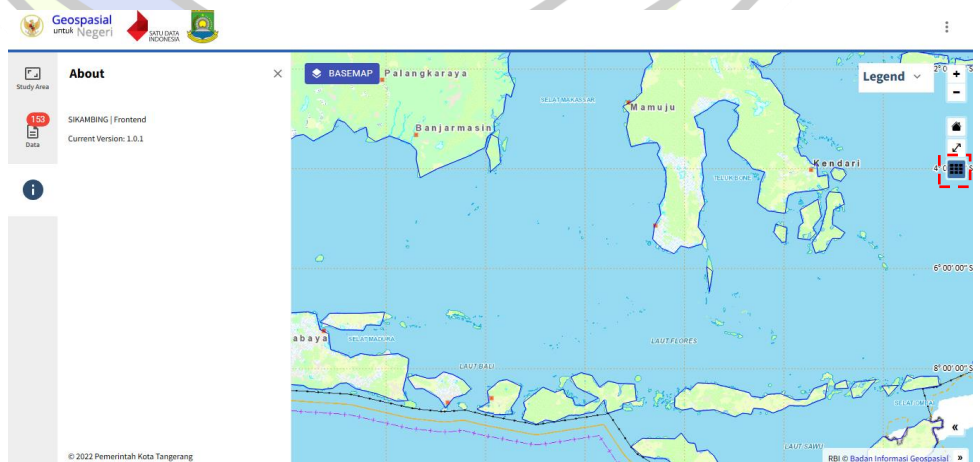 Geospasial
untuk Negeri
SATU DATA
INDONESIA
Study Area
153
Data
About
SIKAMBING | Frontend
Current Version: 1.0.1
© 2022 Pemerintah Kota Tangerang
BASEMAP
Palangkaraya
Legend
SELAT MAKASSAR
Mamuju
Banjarmasin
Kendari
TELUK BONE
6° 00' 00" S
abaya
SELAT MADURA
LAUT FLORES
LAUT BALI
8° 00' 00" S
LAUT SAWU
RBI © Badan Informasi Geospasial